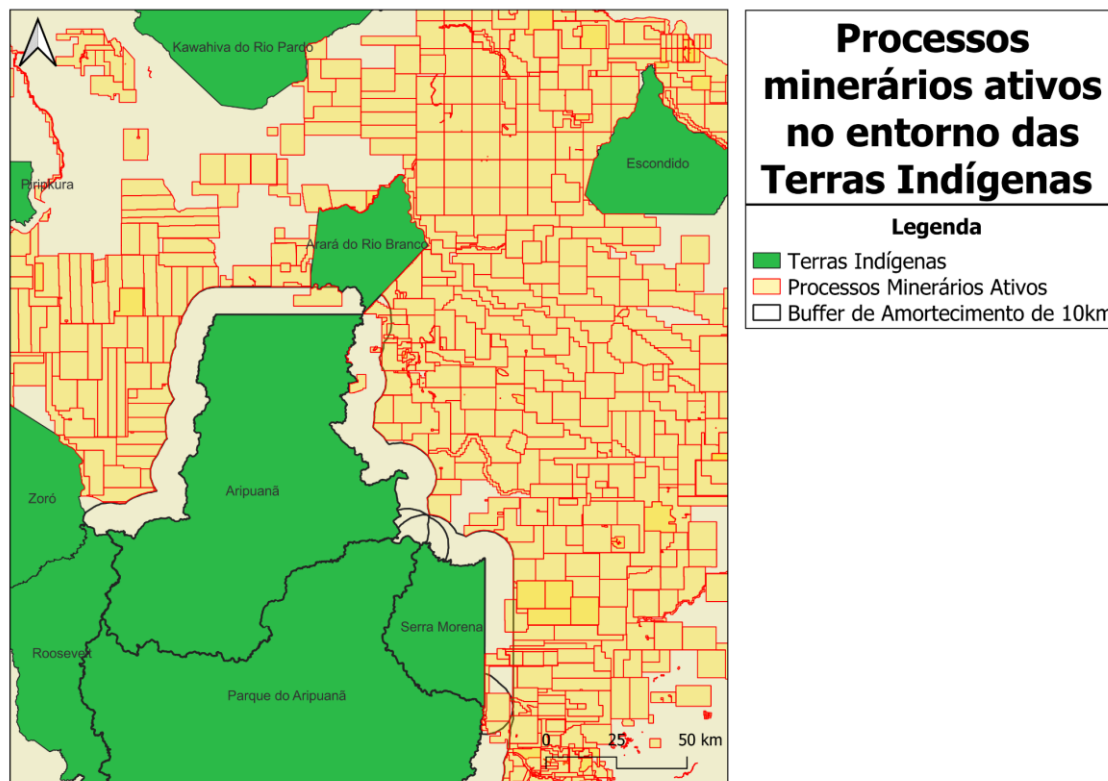 Processos
minerários ativos
no entorno das
Terras Indígenas
Legenda
Terras Indígenas
Processos Minerários Ativos
Buffer de Amortecimento de 10km
Kawahiva do Rio Pardo
Escondido
Piripkura
Arara do Rio Branco
Zoró
Aripuanã
Serra Morena
Roosevelt
Parque do Aripuanã
0 25 50 km